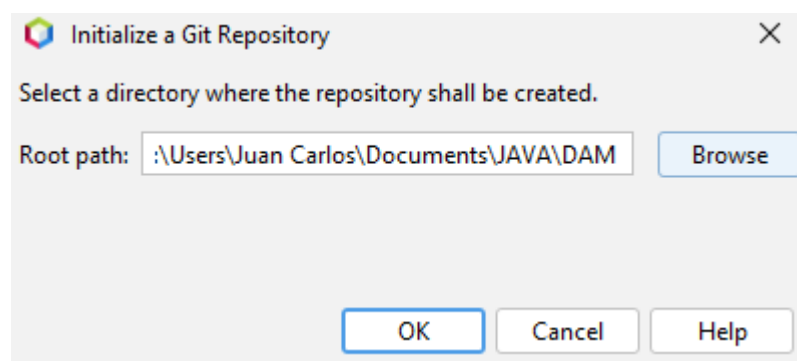 Initialize a Git Repository
Select a directory where the repository shall be created.
Root path: :\Users\Juan Carlos\Documents\JAVA\DAM Browse
OK Cancel Help